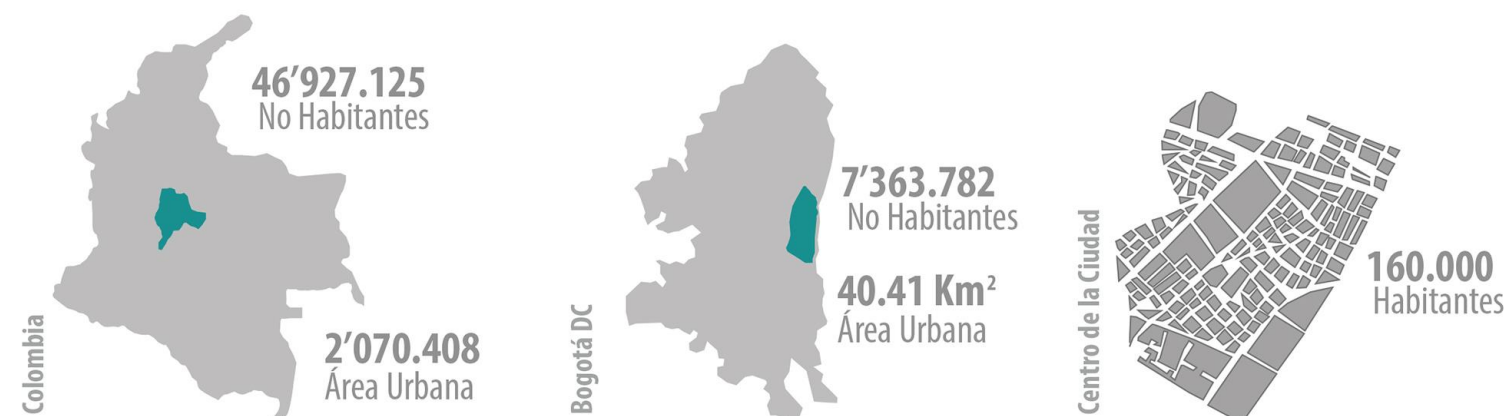 Colombia
46’927.125
No Habitantes
2’070.408
Área Urbana
Bogotá DC
7’363.782
No Habitantes
40.41 Km²
Área Urbana
Centro de la Ciudad
160.000
Habitantes